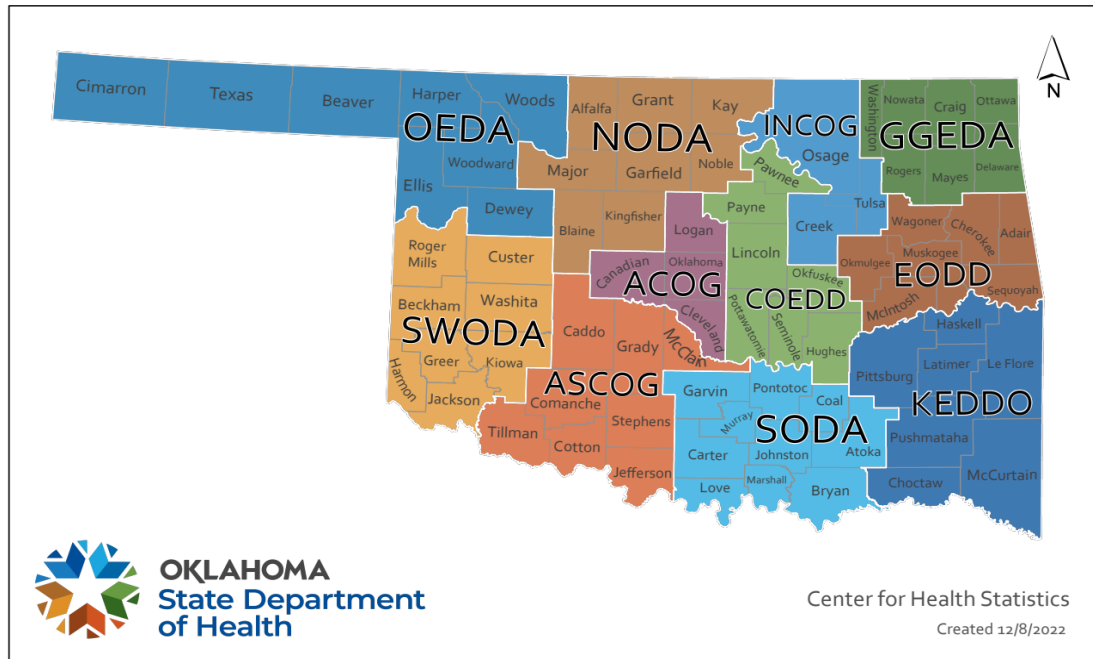 Cimarron
Texas
Beaver
Harper
Woods
Woodward
Ellis
Dewey
OEDA
Alfalfa
Grant
Kay
Major
Garfield
Noble
Blaine
Kingfisher
NODA
INCOG
Osage
Tulsa
Creek
Washington
Nowata
Craig
Ottawa
Rogers
Mayes
Delaware
GGEDA
Pawnee
Payne
Lincoln
Okfuskee
Pottawatomie
Seminole
Hughes
COEDD
Logan
Canadian
Oklahoma
Cleveland
ACOG
Wagoner
Cherokee
Adair
Okmulgee
Muskogee
McIntosh
Sequoyah
EODD
Roger
Mills
Custer
Beckham
Washita
Greer
Kiowa
Harmon
Jackson
SWODA
Caddo
Grady
McClain
Comanche
Stephens
Tillman
Cotton
Jefferson
ASCOG
Garvin
Pontotoc
Coal
Murray
Carter
Johnston
Atoka
Love
Marshall
Bryan
SODA
Haskell
Pittsburg
Latimer
Le Flore
Pushmataha
Choctaw
McCurtain
KEDDO
N
OKLAHOMA
State Department
of Health
Center for Health Statistics
Created 12/8/2022